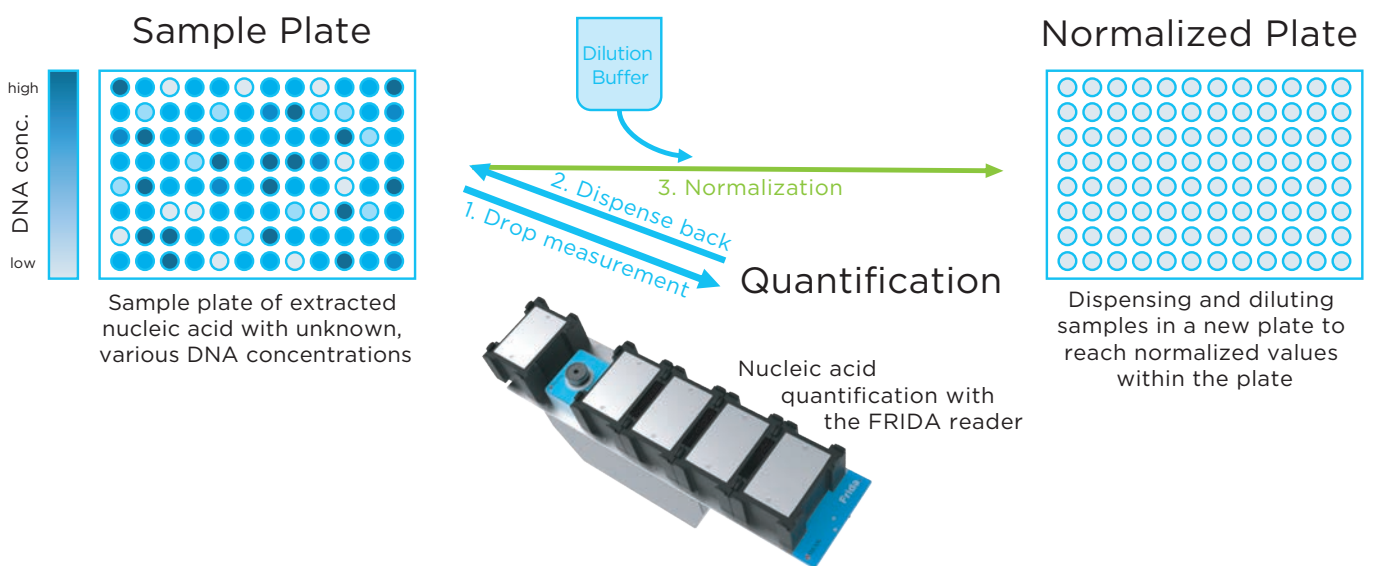 Sample Plate
high
DNA conc.
low
Sample plate of extracted
nucleic acid with unknown,
various DNA concentrations
Dilution
Buffer
3. Normalization
2. Dispense back
1. Drop measurement
Quantification
Nucleic acid
quantification with
the FRIDA reader
Frida
Normalized Plate
Dispensing and diluting
samples in a new plate to
reach normalized values
within the plate